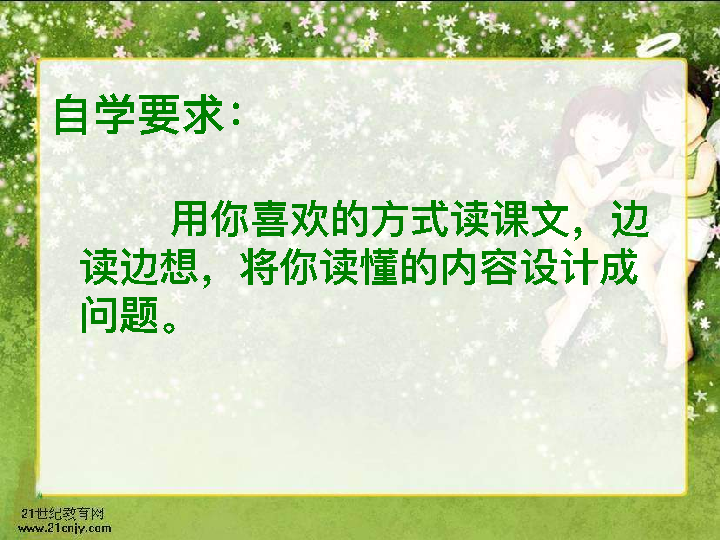 自学要求：
用你喜欢的方式读课文，边
读边想，将你读懂的内容设计成
问题。
21世纪教育网
www.21cnjy.com